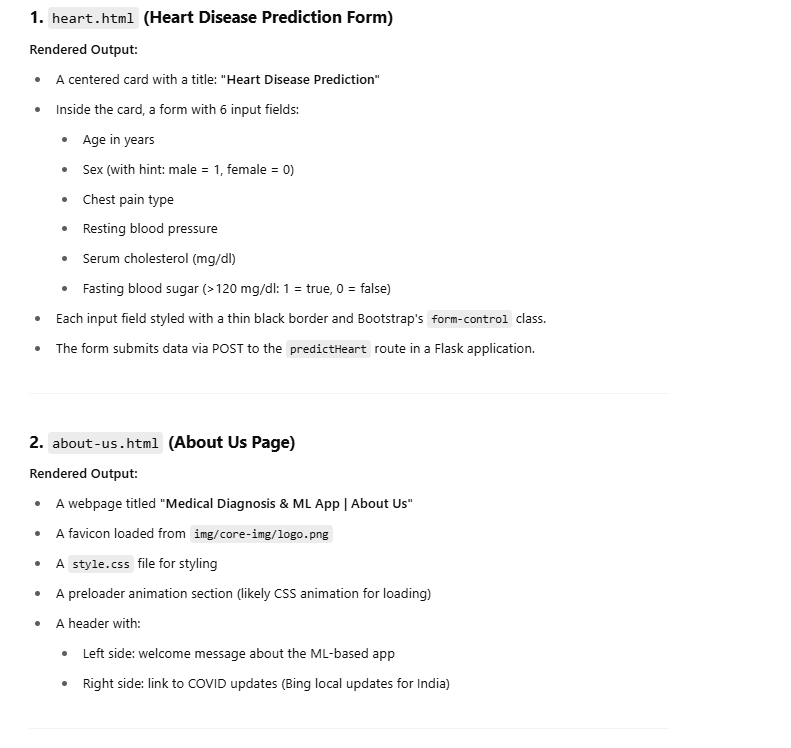 1. heart.html (Heart Disease Prediction Form)
Rendered Output:
• A centered card with a title: "Heart Disease Prediction"
• Inside the card, a form with 6 input fields:
• Age in years
• Sex (with hint: male = 1, female = 0)
• Chest pain type
• Resting blood pressure
• Serum cholesterol (mg/dl)
• Fasting blood sugar (>120 mg/dl: 1 = true, 0 = false)
• Each input field styled with a thin black border and Bootstrap's form-control class.
• The form submits data via POST to the predictHeart route in a Flask application.
2. about-us.html (About Us Page)
Rendered Output:
• A webpage titled "Medical Diagnosis & ML App | About Us"
• A favicon loaded from img/core-img/logo.png
• A style.css file for styling
• A preloader animation section (likely CSS animation for loading)
• A header with:
• Left side: welcome message about the ML-based app
• Right side: link to COVID updates (Bing local updates for India)